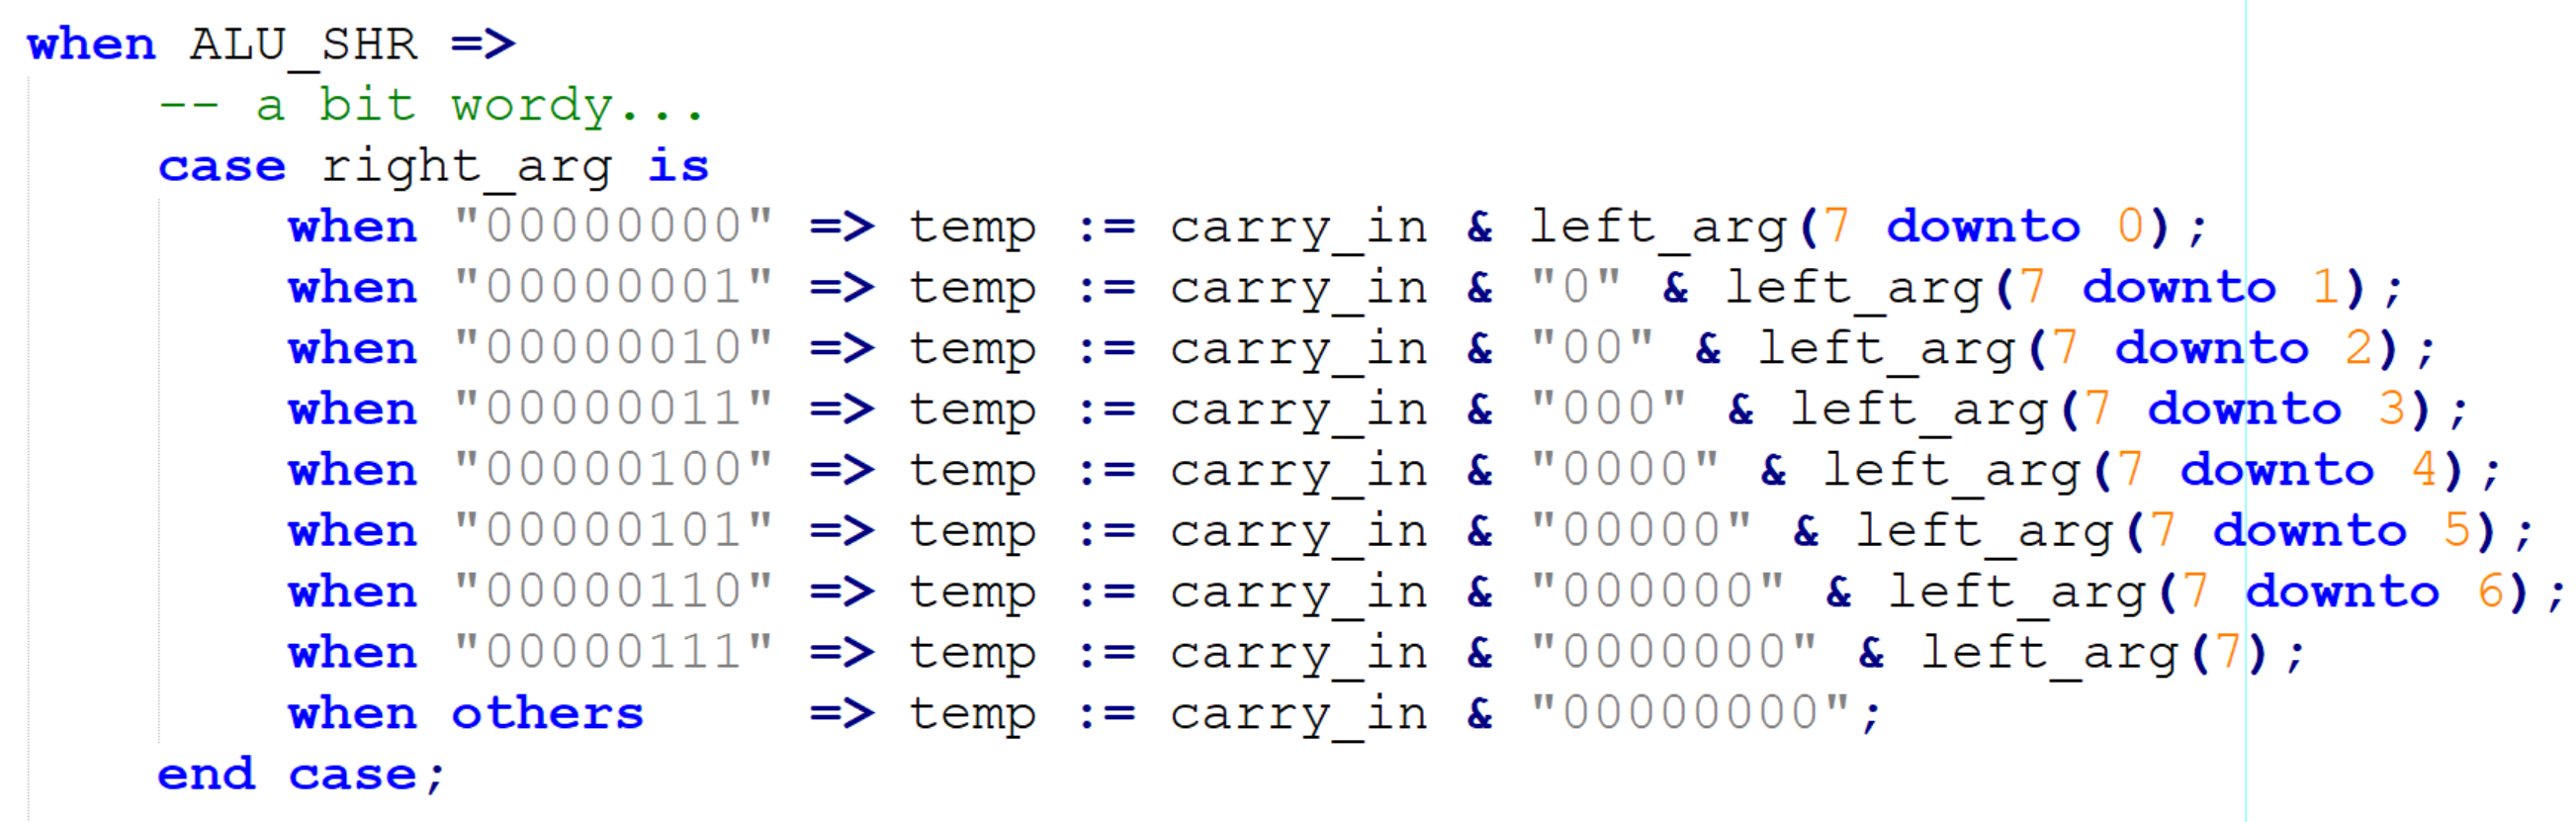 when ALU_SHR =>
-- a bit wordy...
case right_arg is
when "00000000" => temp := carry_in & left_arg(7 downto 0);
when "00000001" => temp := carry_in & "0" & left_arg(7 downto 1);
when "00000010" => temp := carry_in & "00" & left_arg(7 downto 2);
when "00000011" => temp := carry_in & "000" & left_arg(7 downto 3);
when "00000100" => temp := carry_in & "0000" & left_arg(7 downto 4);
when "00000101" => temp := carry_in & "00000" & left_arg(7 downto 5);
when "00000110" => temp := carry_in & "000000" & left_arg(7 downto 6);
when "00000111" => temp := carry_in & "0000000" & left_arg(7);
when others => temp := carry_in & "00000000";
end case;